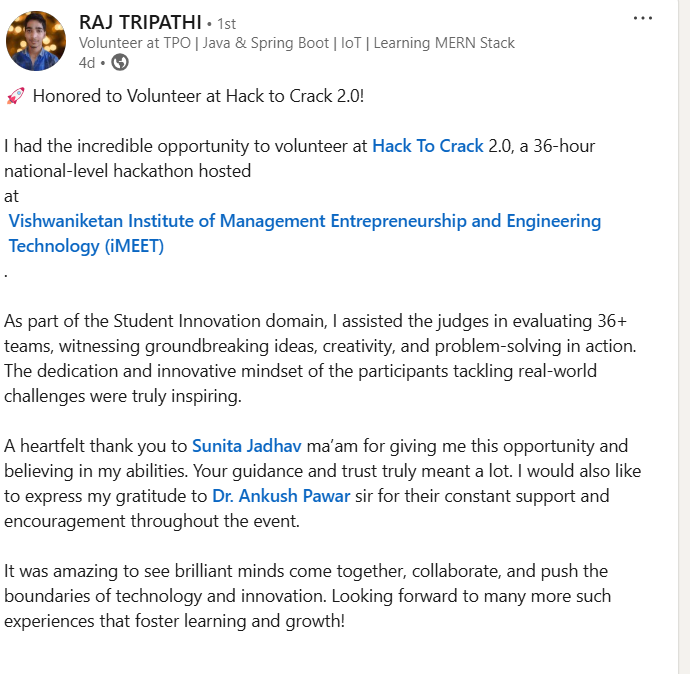 RAJ TRIPATHI • 1st
Volunteer at TPO | Java & Spring Boot | IoT | Learning MERN Stack
4d •
🚀 Honored to Volunteer at Hack to Crack 2.0!
I had the incredible opportunity to volunteer at Hack To Crack 2.0, a 36-hour
national-level hackathon hosted
at
Vishwaniketan Institute of Management Entrepreneurship and Engineering
Technology (iMEET)
.
As part of the Student Innovation domain, I assisted the judges in evaluating 36+
teams, witnessing groundbreaking ideas, creativity, and problem-solving in action.
The dedication and innovative mindset of the participants tackling real-world
challenges were truly inspiring.
A heartfelt thank you to Sunita Jadhav ma’am for giving me this opportunity and
believing in my abilities. Your guidance and trust truly meant a lot. I would also like
to express my gratitude to Dr. Ankush Pawar sir for their constant support and
encouragement throughout the event.
It was amazing to see brilliant minds come together, collaborate, and push the
boundaries of technology and innovation. Looking forward to many more such
experiences that foster learning and growth!